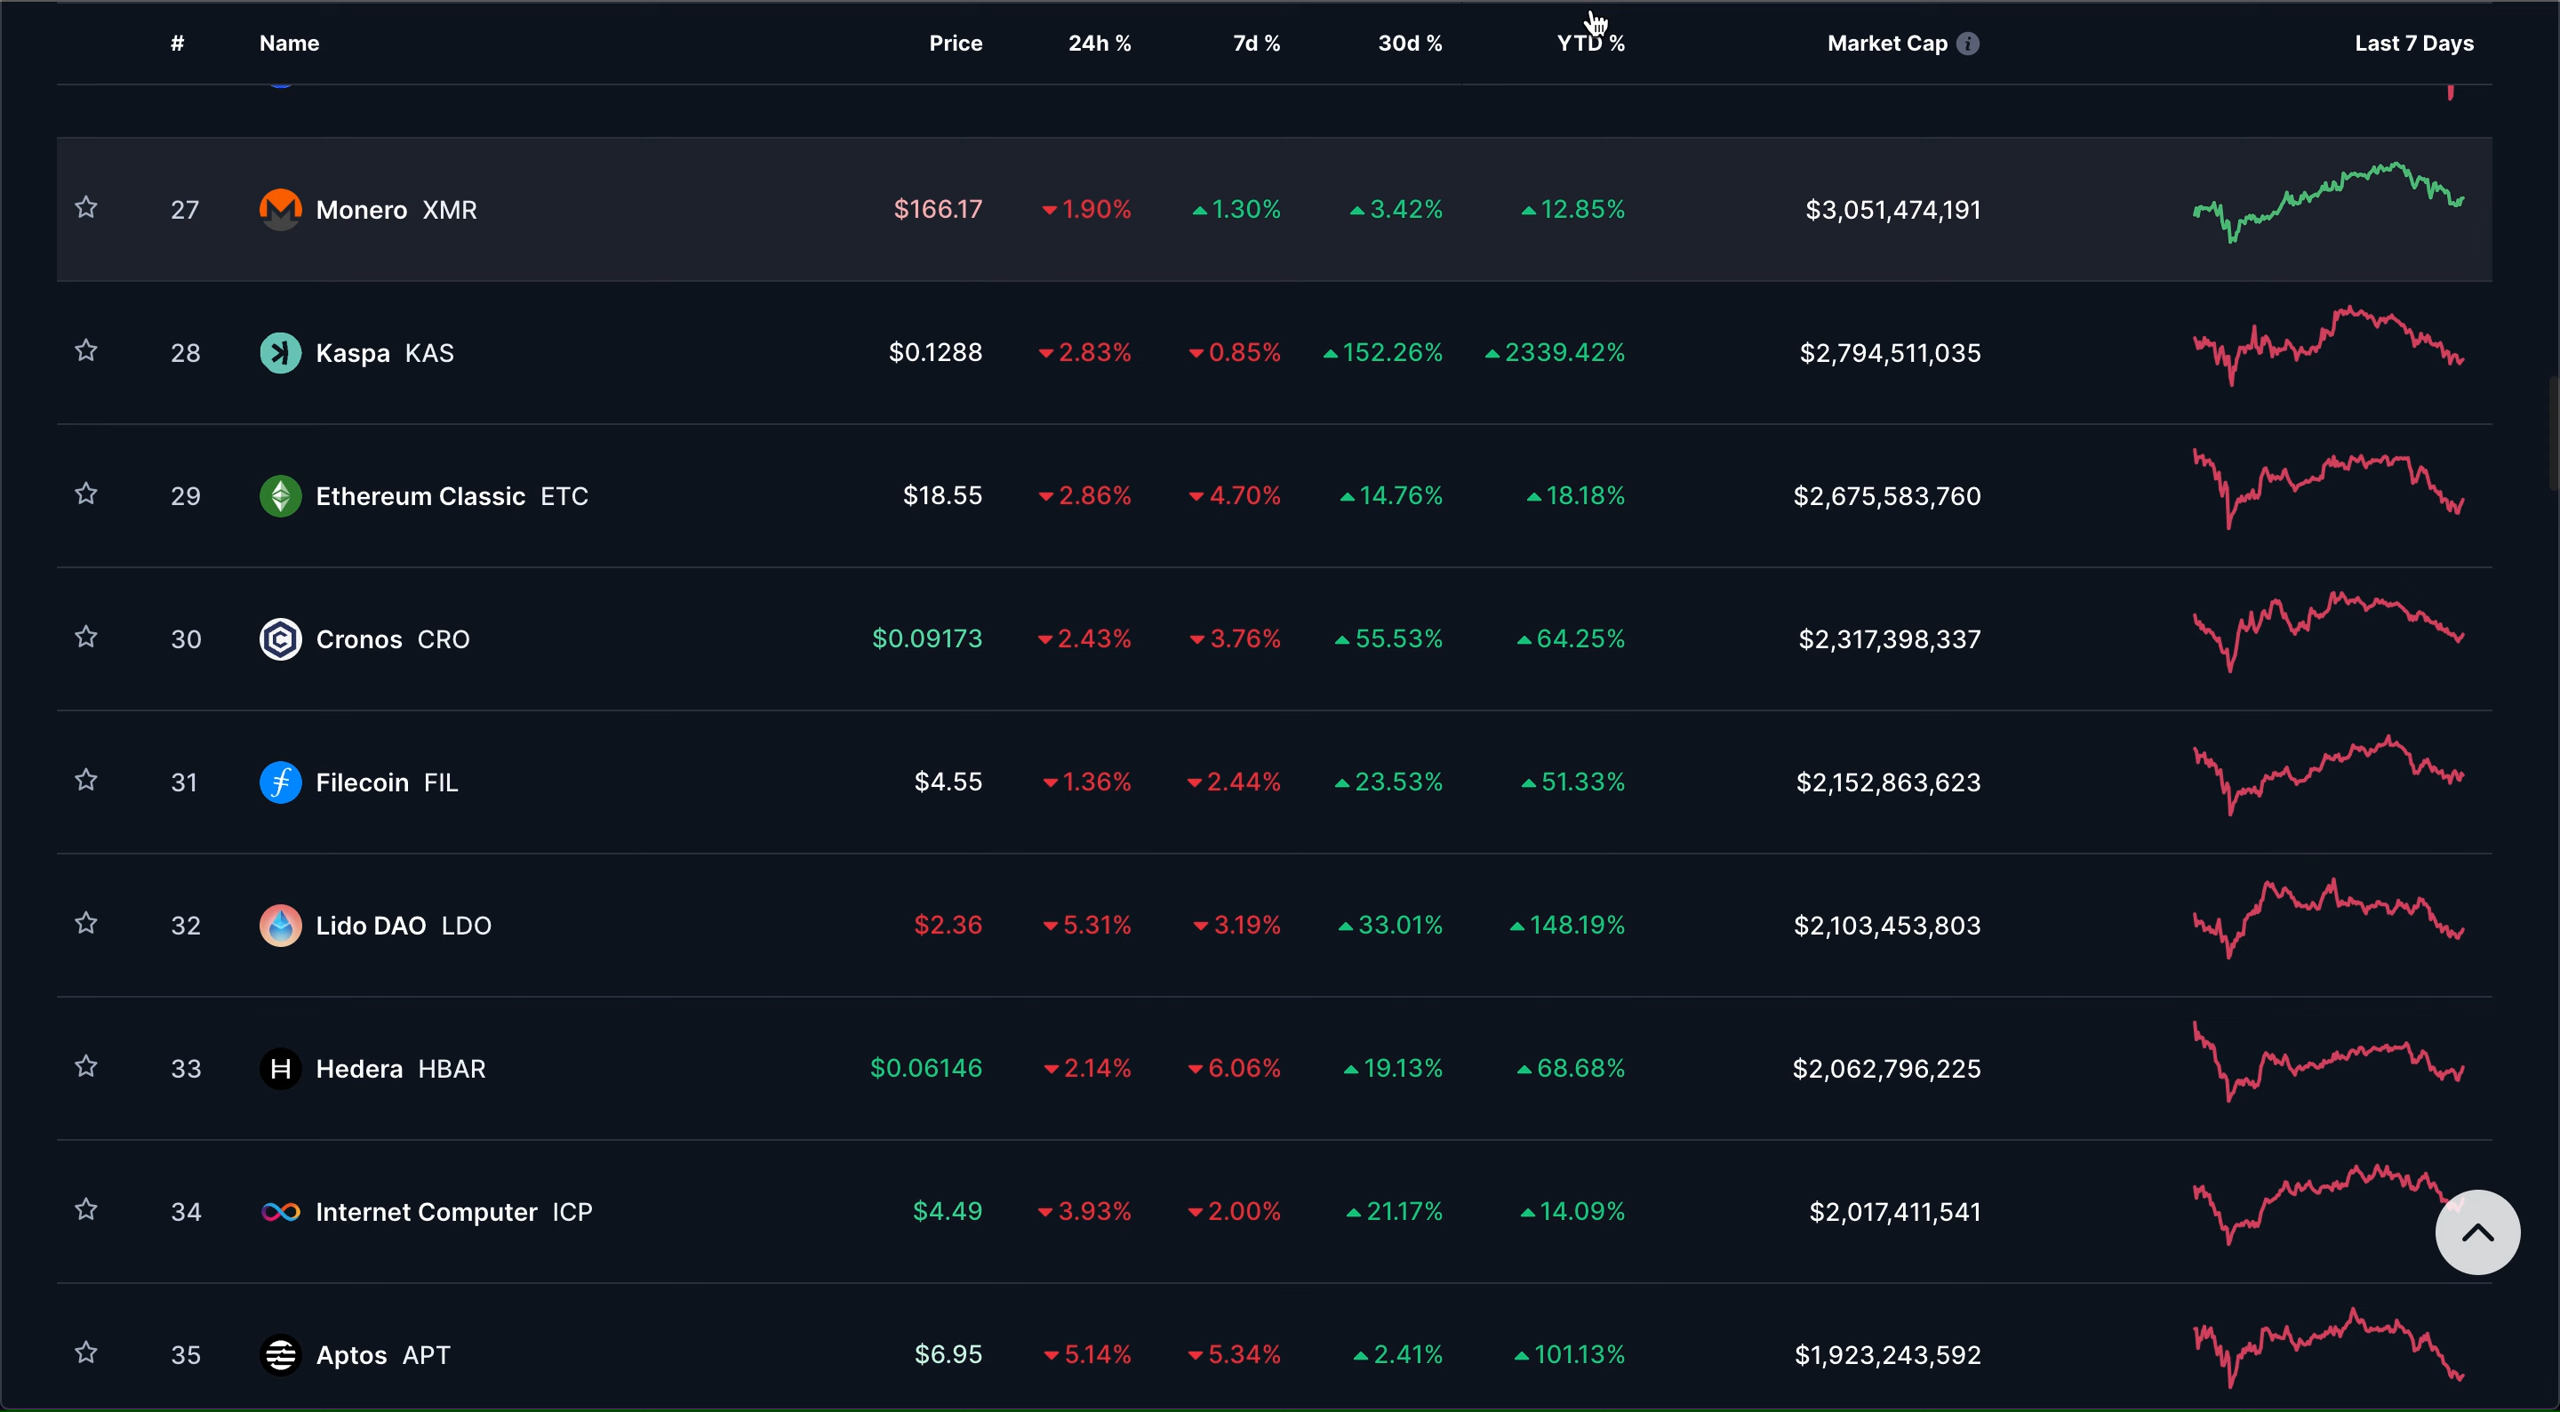 # Name Price 24h % 7d % 30d % YTD % Market Cap Last 7 Days
27 Monero XMR $166.17 1.90% 1.30% 3.42% 12.85% $3,051,474,191
28 Kaspa KAS $0.1288 2.83% 0.85% 152.26% 2339.42% $2,794,511,035
29 Ethereum Classic ETC $18.55 2.86% 4.70% 14.76% 18.18% $2,675,583,760
30 Cronos CRO $0.09173 2.43% 3.76% 55.53% 64.25% $2,317,398,337
31 Filecoin FIL $4.55 1.36% 2.44% 23.53% 51.33% $2,152,863,623
32 Lido DAO LDO $2.36 5.31% 3.19% 33.01% 148.19% $2,103,453,803
33 Hedera HBAR $0.06146 2.14% 6.06% 19.13% 68.68% $2,062,796,225
34 Internet Computer ICP $4.49 3.93% 2.00% 21.17% 14.09% $2,017,411,541
35 Aptos APT $6.95 5.14% 5.34% 2.41% 101.13% $1,923,243,592